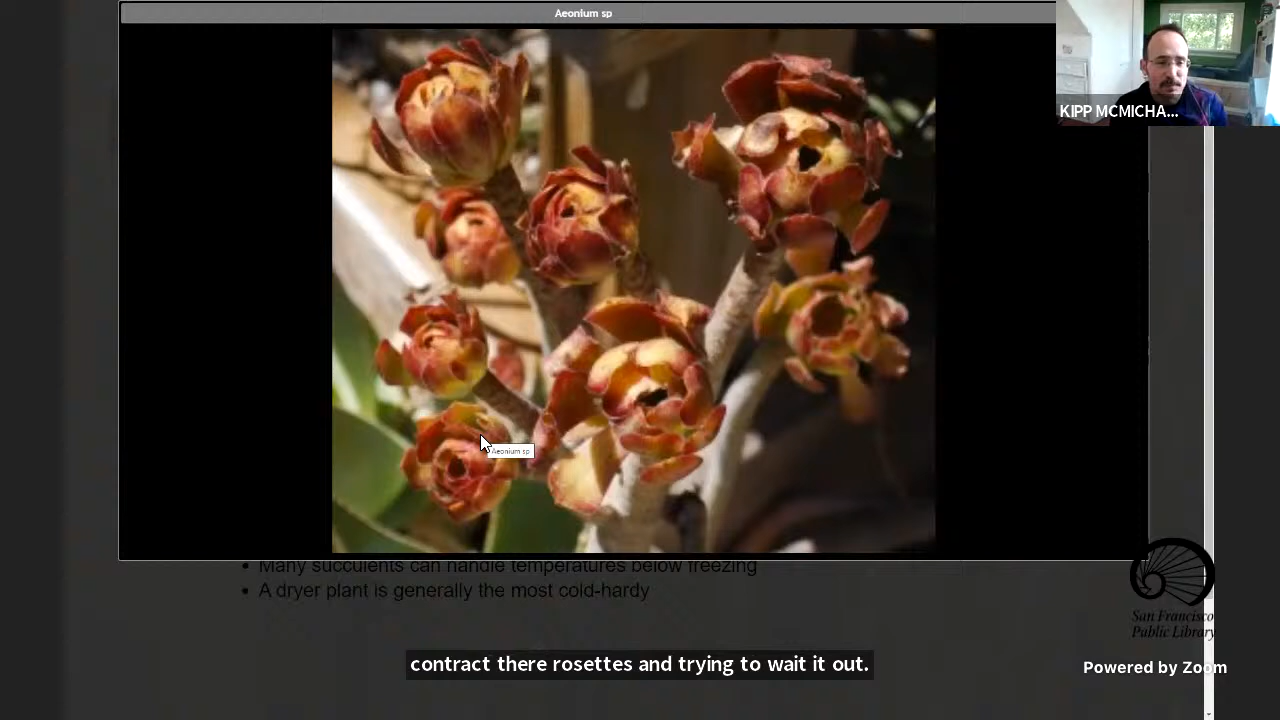 Aeonium sp
KIPP MCMICHA...
Aeonium sp
• Many succulents can handle temperatures below freezing
• A dryer plant is generally the most cold-hardy
San Francisco
Public Library
contract there rosettes and trying to wait it out.
Powered by Zoom